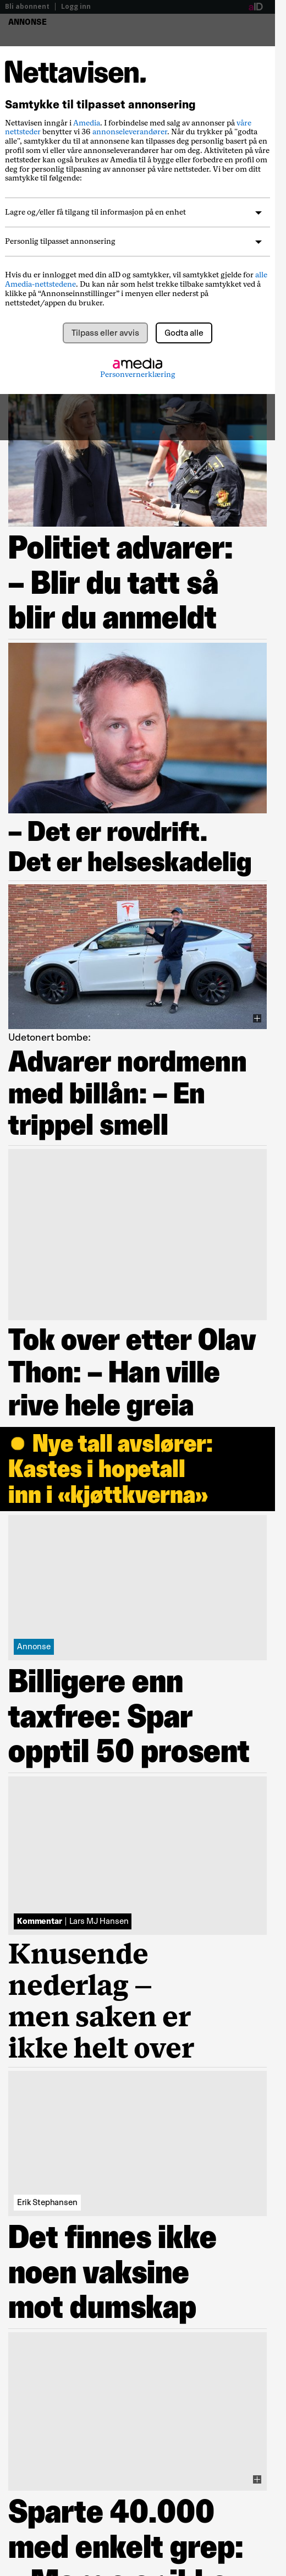 Bli abonnent | Logg inn
aID
ANNONSE
Nettavisen.
Samtykke til tilpasset annonsering
Nettavisen inngår i Amedia. I forbindelse med salg av annonser på våre
nettsteder benytter vi 36 annonseleverandører. Når du trykker på "godta
alle", samtykker du til at annonsene kan tilpasses deg personlig basert på en
profil som vi eller våre annonseleverandører har om deg. Aktiviteten på våre
nettsteder kan også brukes av Amedia til å bygge eller forbedre en profil om
deg for personlig tilpasning av annonser på våre nettsteder. Vi ber om ditt
samtykke til følgende:
Lagre og/eller få tilgang til informasjon på en enhet
Personlig tilpasset annonsering
Hvis du er innlogget med din aID og samtykker, vil samtykket gjelde for alle
Amedia-nettstedene. Du kan når som helst trekke tilbake samtykket ved å
klikke på “Annonseinnstillinger” i menyen eller nederst på
nettstedet/appen du bruker.
Tilpass eller avvis
Godta alle
amedia
Personvernerklæring
Politiet advarer:
– Blir du tatt så
blir du anmeldt
– Det er rovdrift.
Det er helseskadelig
Udetonert bombe:
Advarer nordmenn
med billån: – En
trippel smell
Tok over etter Olav
Thon: – Han ville
rive hele greia
Nye tall avslører:
Kastes i hopetall
inn i «kjøttkverna»
Annonse
Billigere enn
taxfree: Spar
opptil 50 prosent
Kommentar | Lars MJ Hansen
Knusende
nederlag –
men saken er
ikke helt over
Erik Stephansen
Det finnes ikke
noen vaksine
mot dumskap
Sparte 40.000
med enkelt grep: